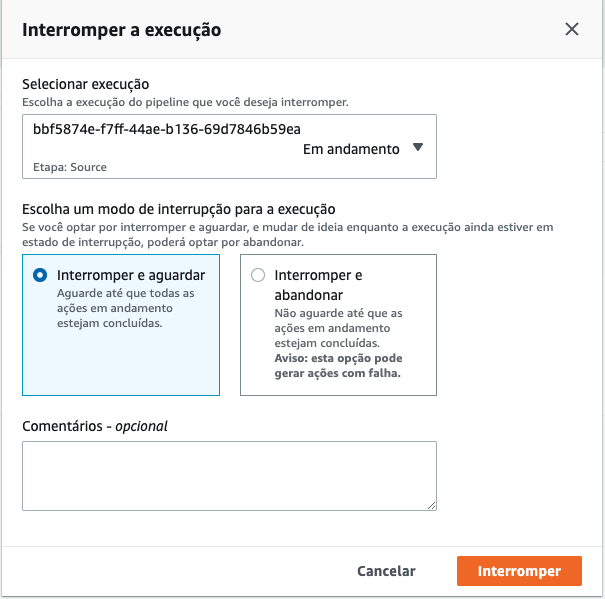 Interromper a execução
Selecionar execução
Escolha a execução do pipeline que você deseja interromper.
bbf5874e-f7ff-44ae-b136-69d7846b59ea
Em andamento
Etapa: Source
Escolha um modo de interrupção para a execução
Se você optar por interromper e aguardar, e mudar de ideia enquanto a execução ainda estiver em
estado de interrupção, poderá optar por abandonar.
Interromper e aguardar
Aguarde até que todas as
ações em andamento
estejam concluídas.
Interromper e
abandonar
Não aguarde até que as
ações em andamento
estejam concluídas.
Aviso: esta opção pode
gerar ações com falha.
Comentários - opcional
Cancelar
Interromper